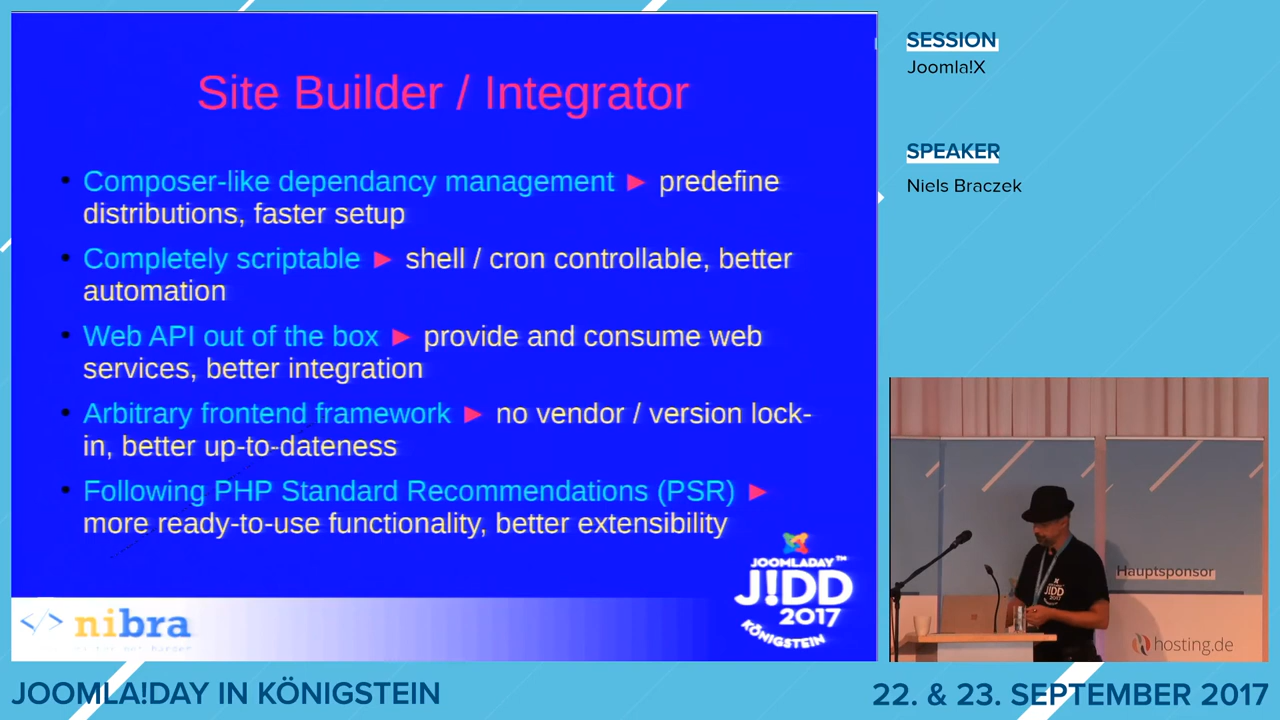 Site Builder / Integrator
• Composer-like dependancy management ► predefine
distributions, faster setup
• Completely scriptable ► shell / cron controllable, better
automation
• Web API out of the box ► provide and consume web
services, better integration
• Arbitrary frontend framework ► no vendor / version lock-
in, better up-to-dateness
• Following PHP Standard Recommendations (PSR) ►
more ready-to-use functionality, better extensibility
</> nibra
JOOMLADAY™
J!DD
2017
KÖNIGSTEIN
SESSION
Joomla!X
SPEAKER
Niels Braczek
J!DD
2017
Hauptsponsor
hosting.de
JOOMLA!DAY IN KÖNIGSTEIN
22. & 23. SEPTEMBER 2017